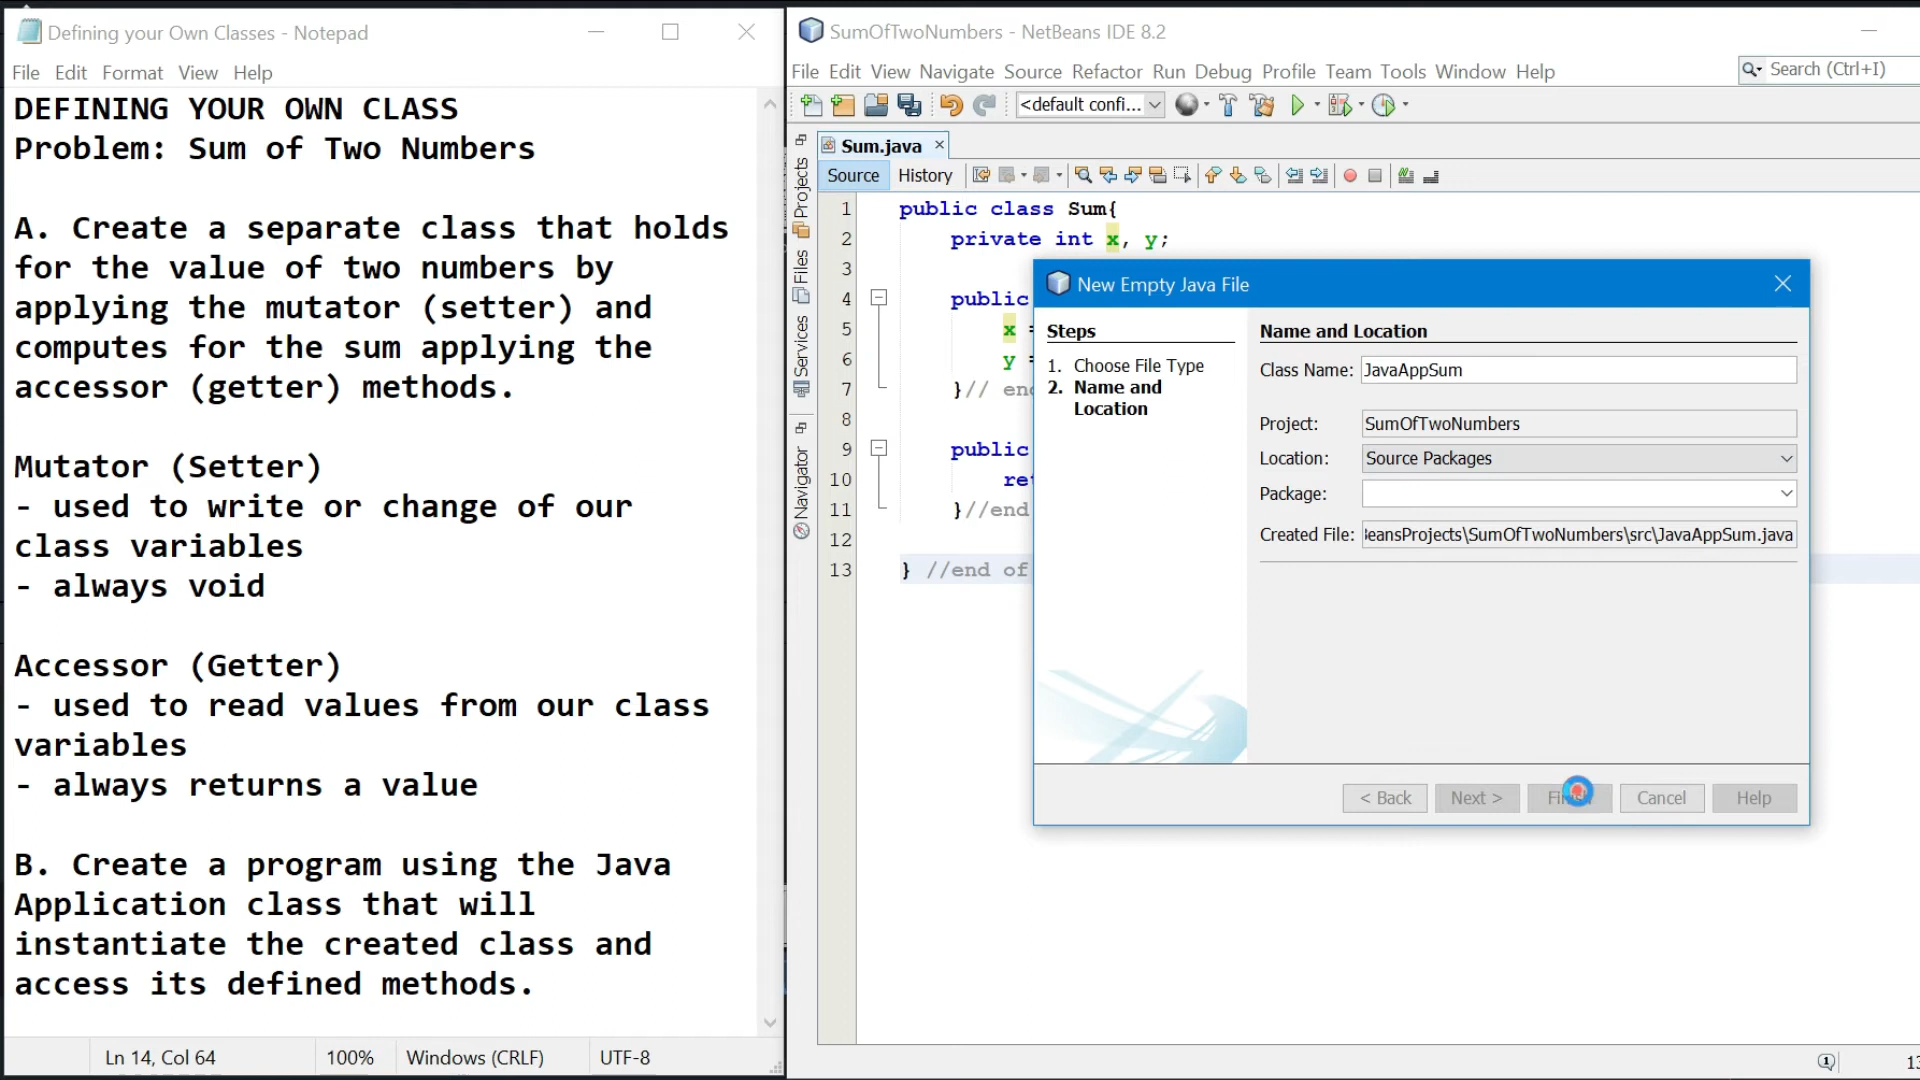 Defining your Own Classes - Notepad
File Edit Format View Help
DEFINING YOUR OWN CLASS
Problem: Sum of Two Numbers
A. Create a separate class that holds
for the value of two numbers by
applying the mutator (setter) and
computes for the sum applying the
accessor (getter) methods.
Mutator (Setter)
- used to write or change of our
class variables
- always void
Accessor (Getter)
- used to read values from our class
variables
- always returns a value
B. Create a program using the Java
Application class that will
instantiate the created class and
access its defined methods.
Ln 14, Col 64 100% Windows (CRLF) UTF-8
SumOfTwoNumbers - NetBeans IDE 8.2
File Edit View Navigate Source Refactor Run Debug Profile Team Tools Window Help
Search (Ctrl+I)
<default confi...
Projects
Files
Services
Navigator
Sum.java
Source History
1 public class Sum{
2 private int x, y;
3
4 public
5 x =
6 y =
7 }// end
8
9 public
10 ret
11 }//end
12
13 } //end of
New Empty Java File
Steps
1. Choose File Type
2. Name and
Location
Name and Location
Class Name: JavaAppSum
Project: SumOfTwoNumbers
Location: Source Packages
Package:
Created File: BeansProjects\SumOfTwoNumbers\src\JavaAppSum.java
< Back Next > Finish Cancel Help